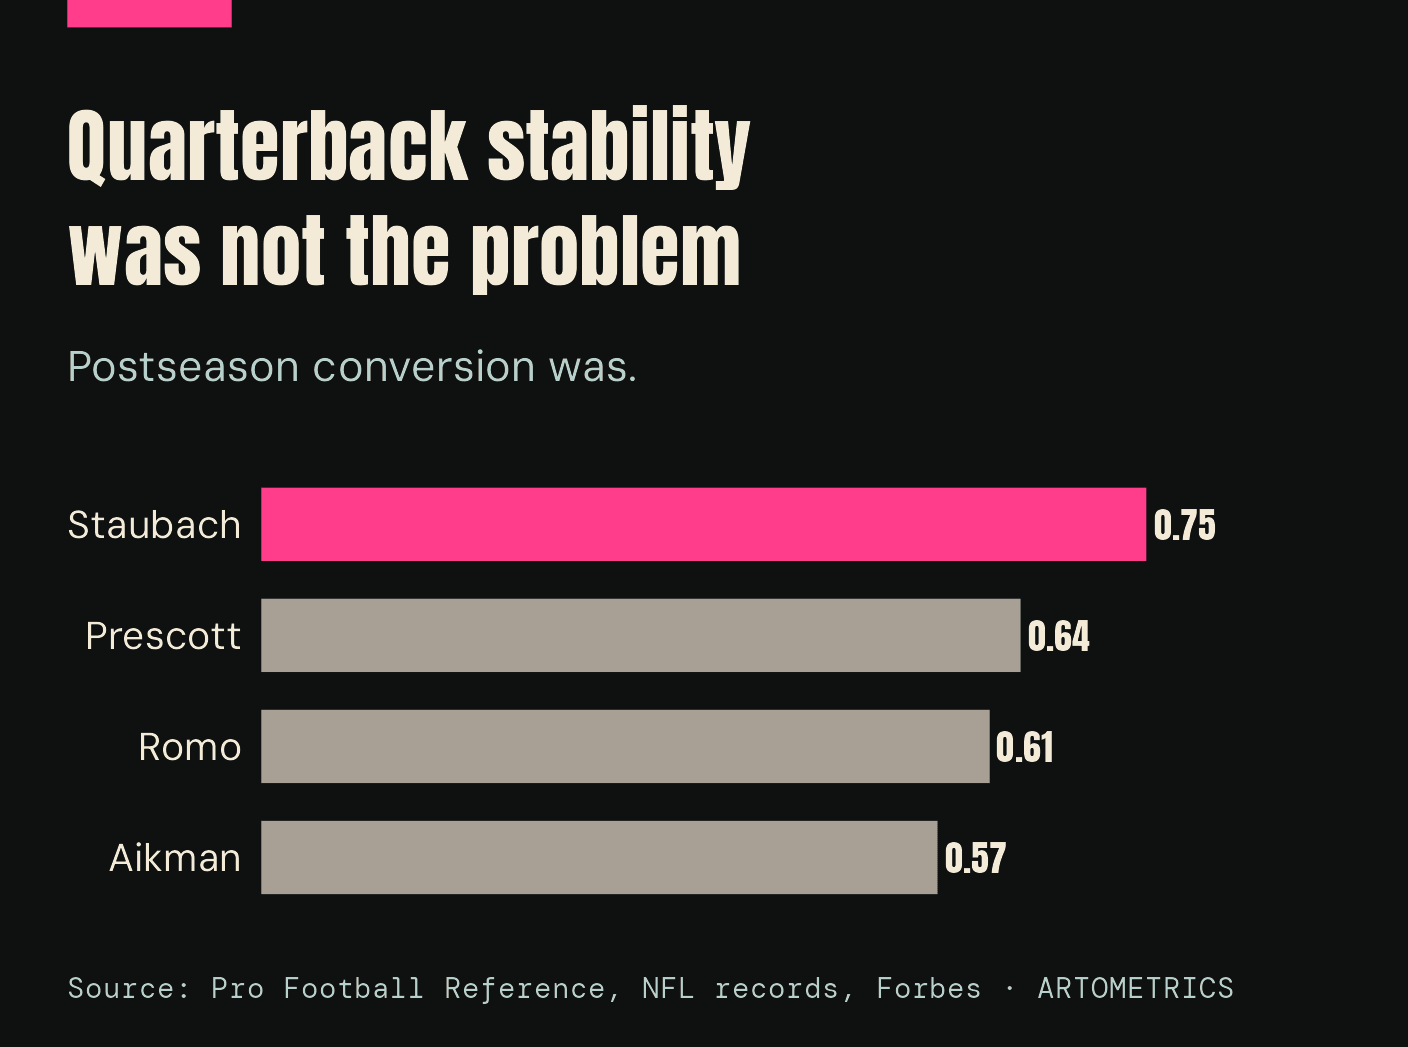 Quarterback stability
was not the problem
Postseason conversion was.
Staubach 0.75
Prescott 0.64
Romo 0.61
Aikman 0.57
Source: Pro Football Reference, NFL records, Forbes · ARTOMETRICS